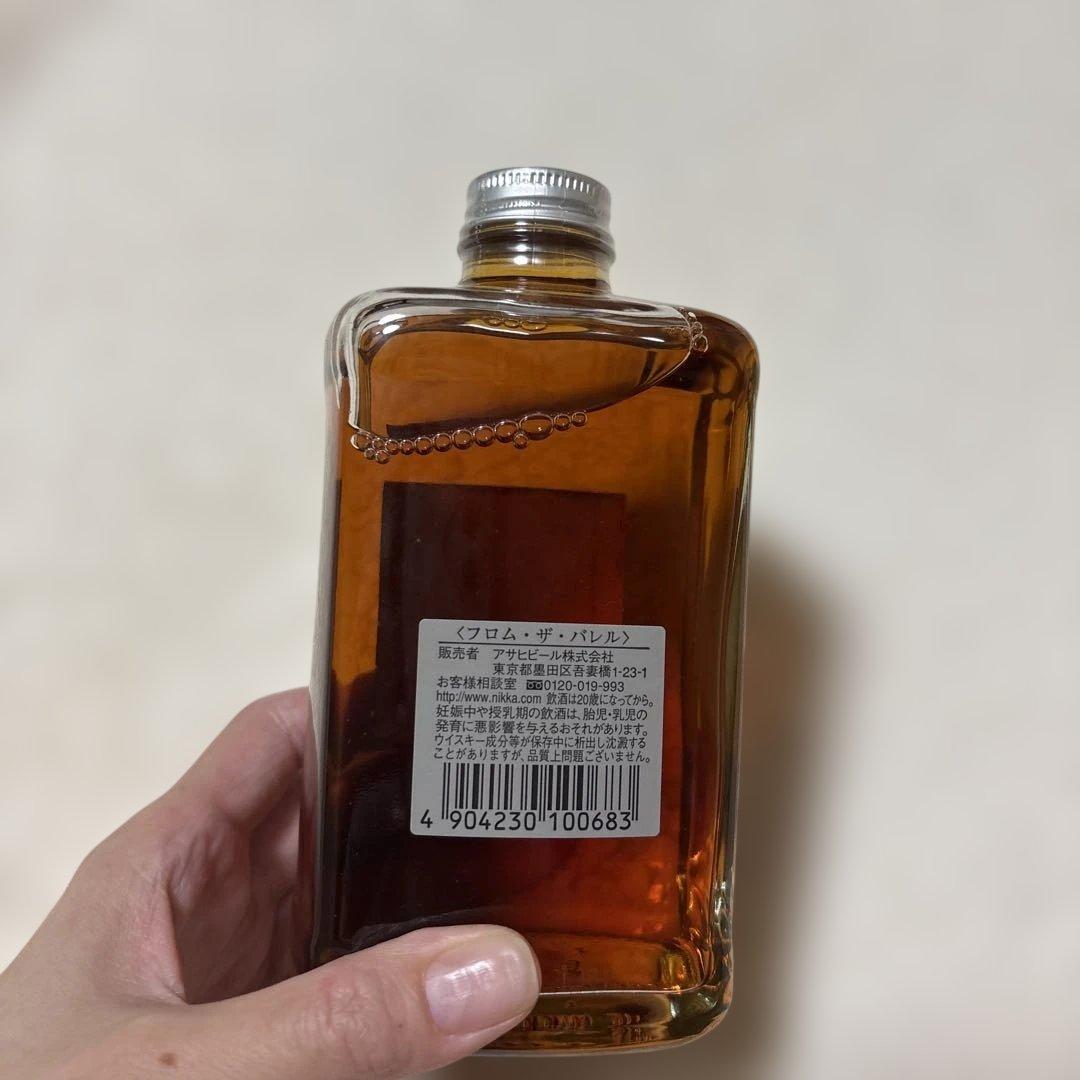 〈フロム・ザ・バレル〉
販売者 アサヒビール株式会社
東京都墨田区吾妻橋1-23-1
お客様相談室 0120-019-993
http://www.nikka.com 飲酒は20歳になってから。
妊娠中や授乳期の飲酒は、胎児・乳児の
発育に悪影響を与えるおそれがあります。
ウイスキー成分等が保存中に析出し沈澱する
ことがありますが、品質上問題ございません。
4 904230 100683